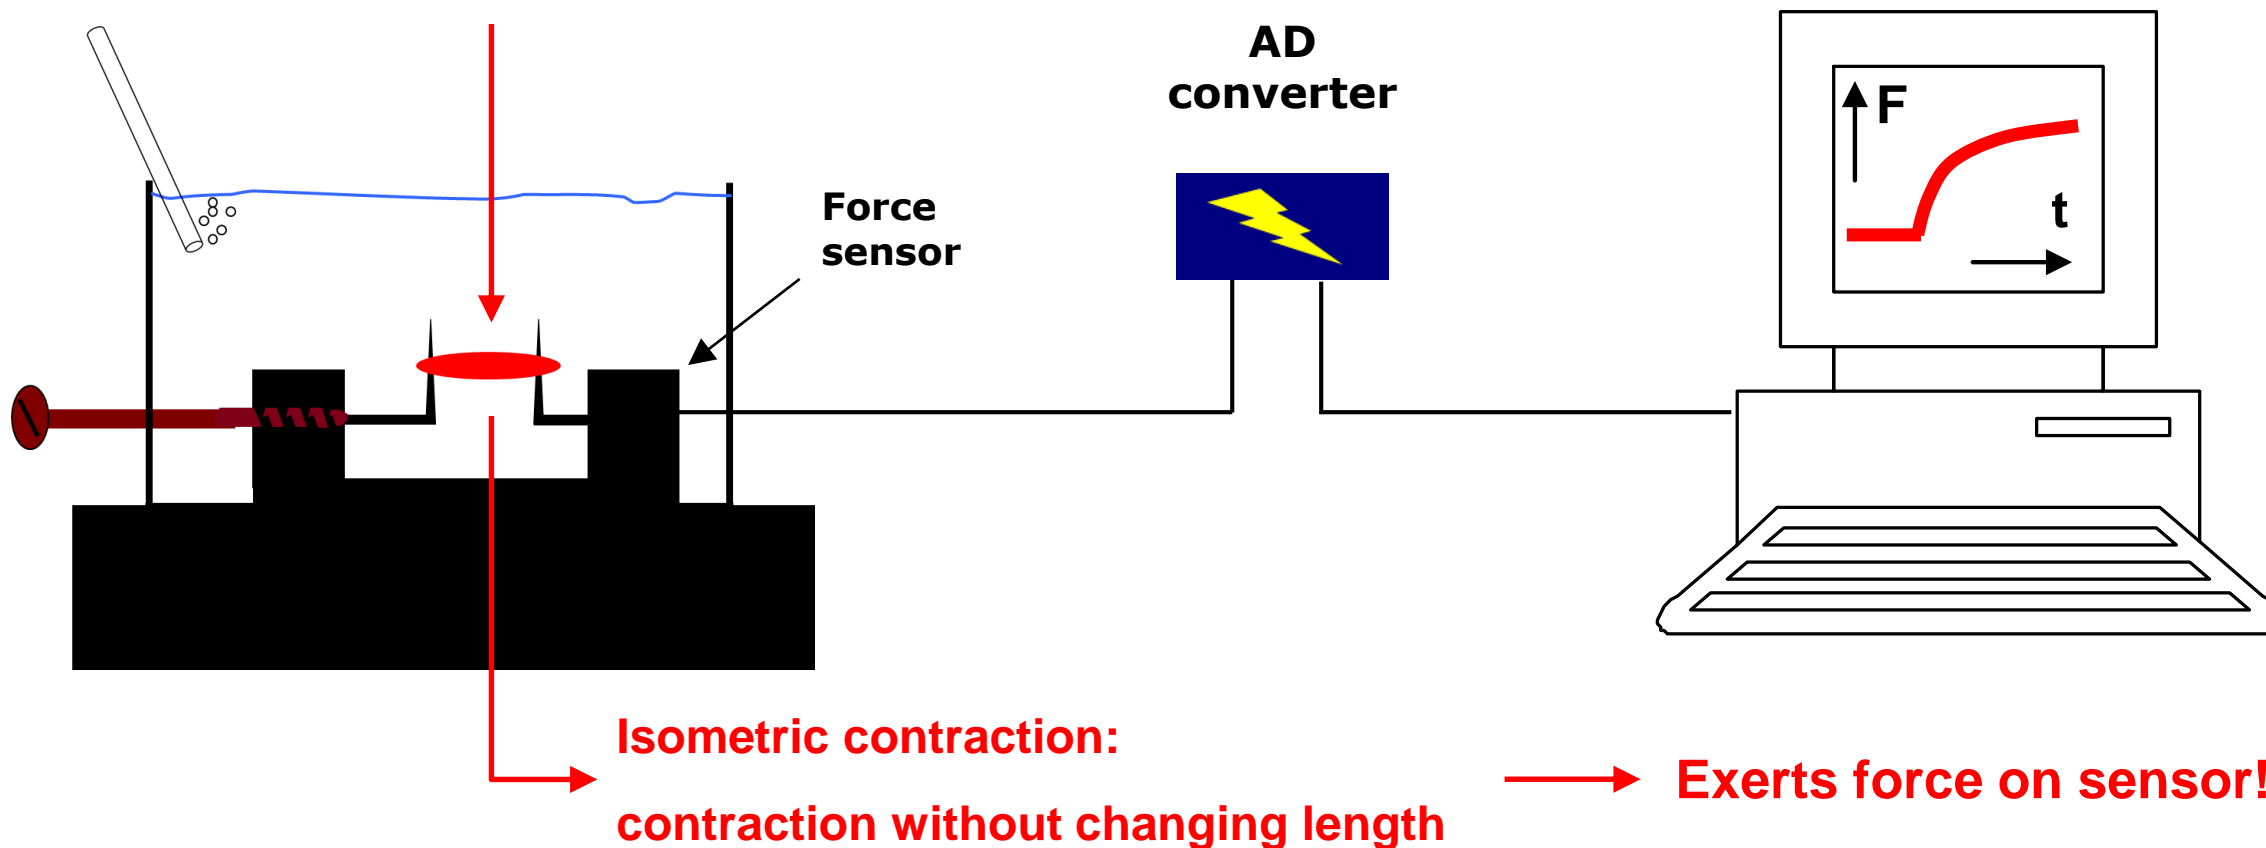 AD
converter
F
t
Force
sensor
Isometric contraction:
contraction without changing length
Exerts force on sensor!